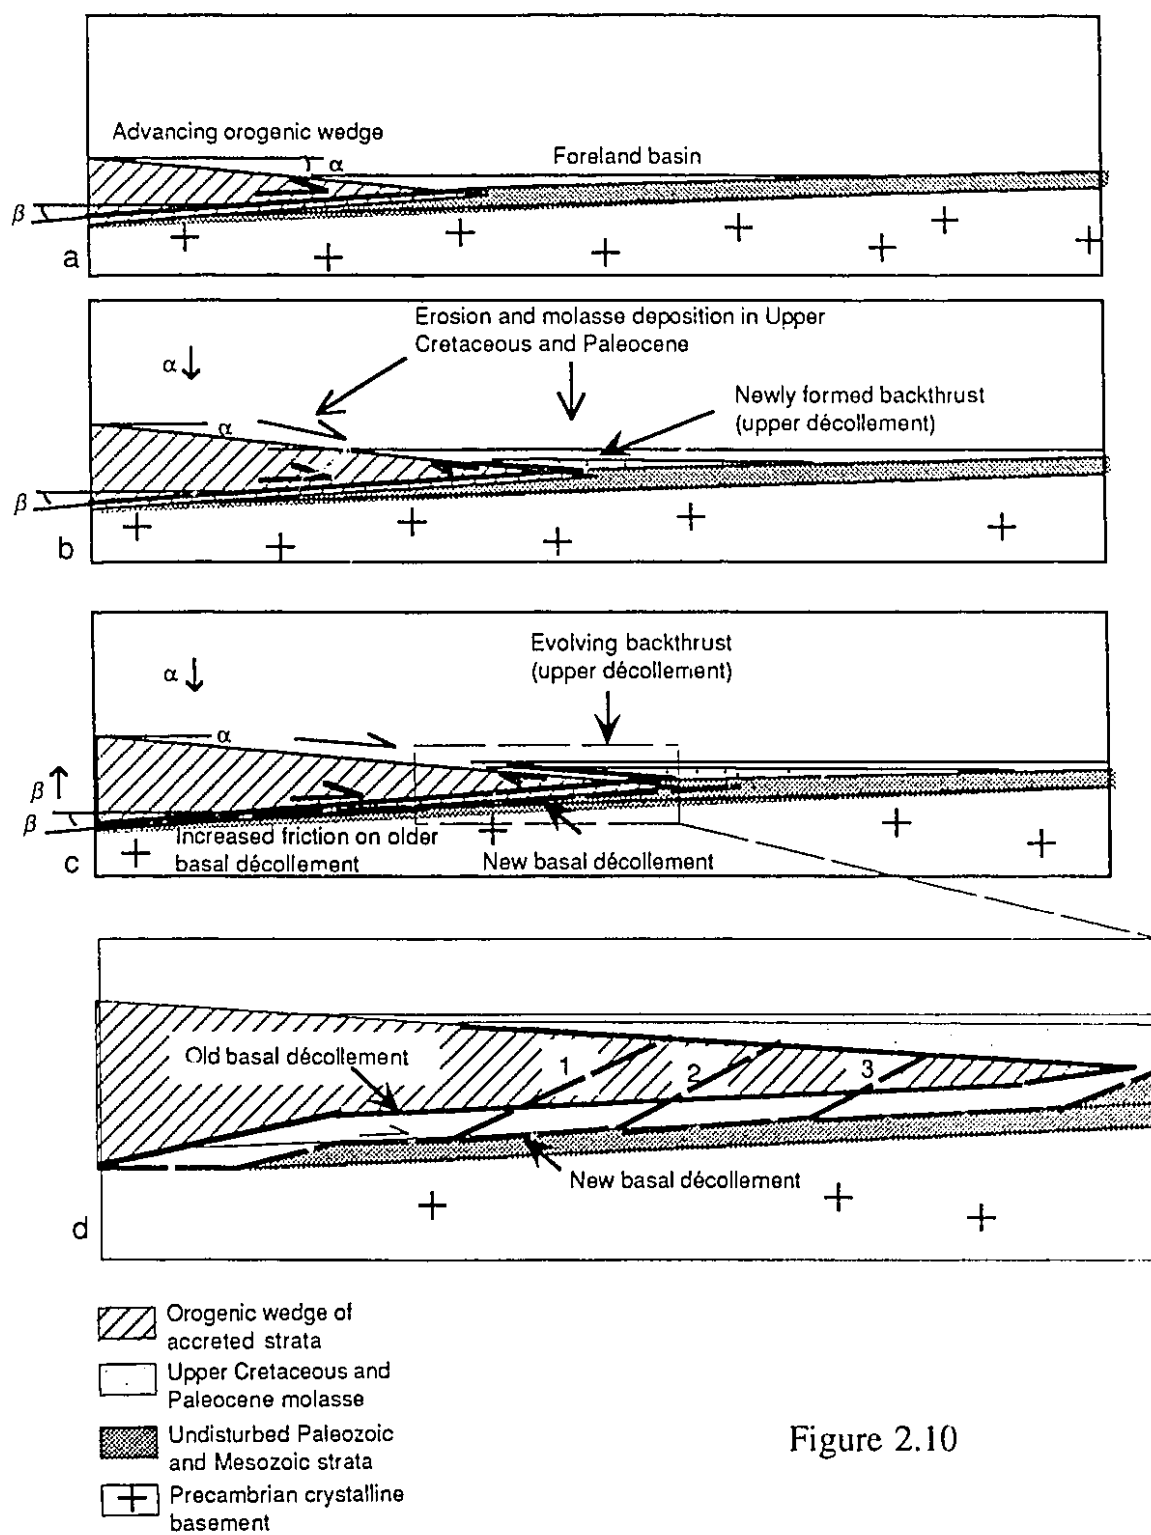 Advancing orogenic wedge
α
Foreland basin
β
a
Erosion and molasse deposition in Upper
Cretaceous and Paleocene
α ↓
Newly formed backthrust
(upper décollement)
α
β
b
Evolving backthrust
(upper décollement)
α ↓
α
β ↑
β
Increased friction on older
basal décollement
New basal décollement
c
Old basal décollement
1
2
3
New basal décollement
d
Orogenic wedge of
accreted strata
Upper Cretaceous and
Paleocene molasse
Undisturbed Paleozoic
and Mesozoic strata
Precambrian crystalline
basement
Figure 2.10